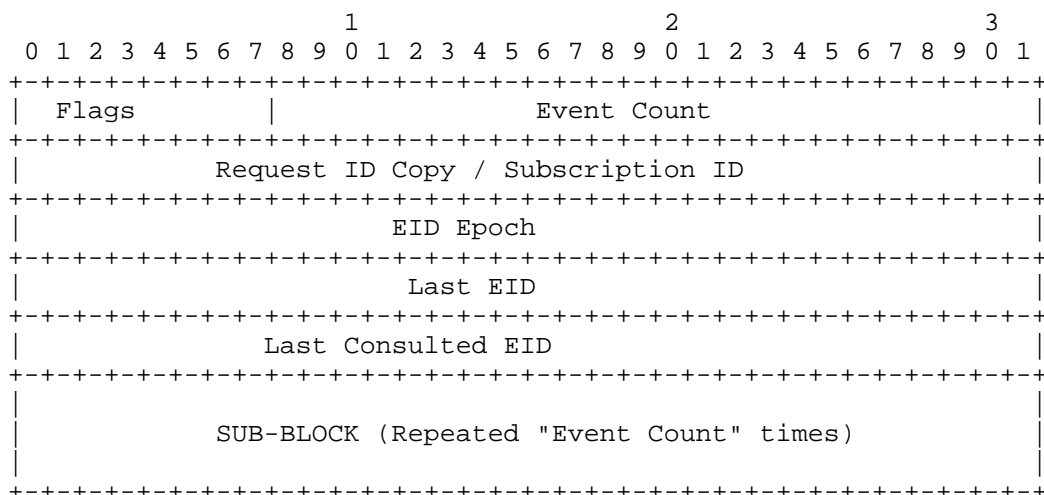 1                   2                   3
 0 1 2 3 4 5 6 7 8 9 0 1 2 3 4 5 6 7 8 9 0 1 2 3 4 5 6 7 8 9 0 1
+-+-+-+-+-+-+-+-+-+-+-+-+-+-+-+-+-+-+-+-+-+-+-+-+-+-+-+-+-+-+-+-+
|  Flags        |                Event Count                    |
+-+-+-+-+-+-+-+-+-+-+-+-+-+-+-+-+-+-+-+-+-+-+-+-+-+-+-+-+-+-+-+-+
|            Request ID Copy / Subscription ID                  |
+-+-+-+-+-+-+-+-+-+-+-+-+-+-+-+-+-+-+-+-+-+-+-+-+-+-+-+-+-+-+-+-+
|                       EID Epoch                               |
+-+-+-+-+-+-+-+-+-+-+-+-+-+-+-+-+-+-+-+-+-+-+-+-+-+-+-+-+-+-+-+-+
|                        Last EID                               |
+-+-+-+-+-+-+-+-+-+-+-+-+-+-+-+-+-+-+-+-+-+-+-+-+-+-+-+-+-+-+-+-+
|               Last Consulted EID                              |
+-+-+-+-+-+-+-+-+-+-+-+-+-+-+-+-+-+-+-+-+-+-+-+-+-+-+-+-+-+-+-+-+
|                                                               |
|            SUB-BLOCK (Repeated "Event Count" times)           |
|                                                               |
+-+-+-+-+-+-+-+-+-+-+-+-+-+-+-+-+-+-+-+-+-+-+-+-+-+-+-+-+-+-+-+-+